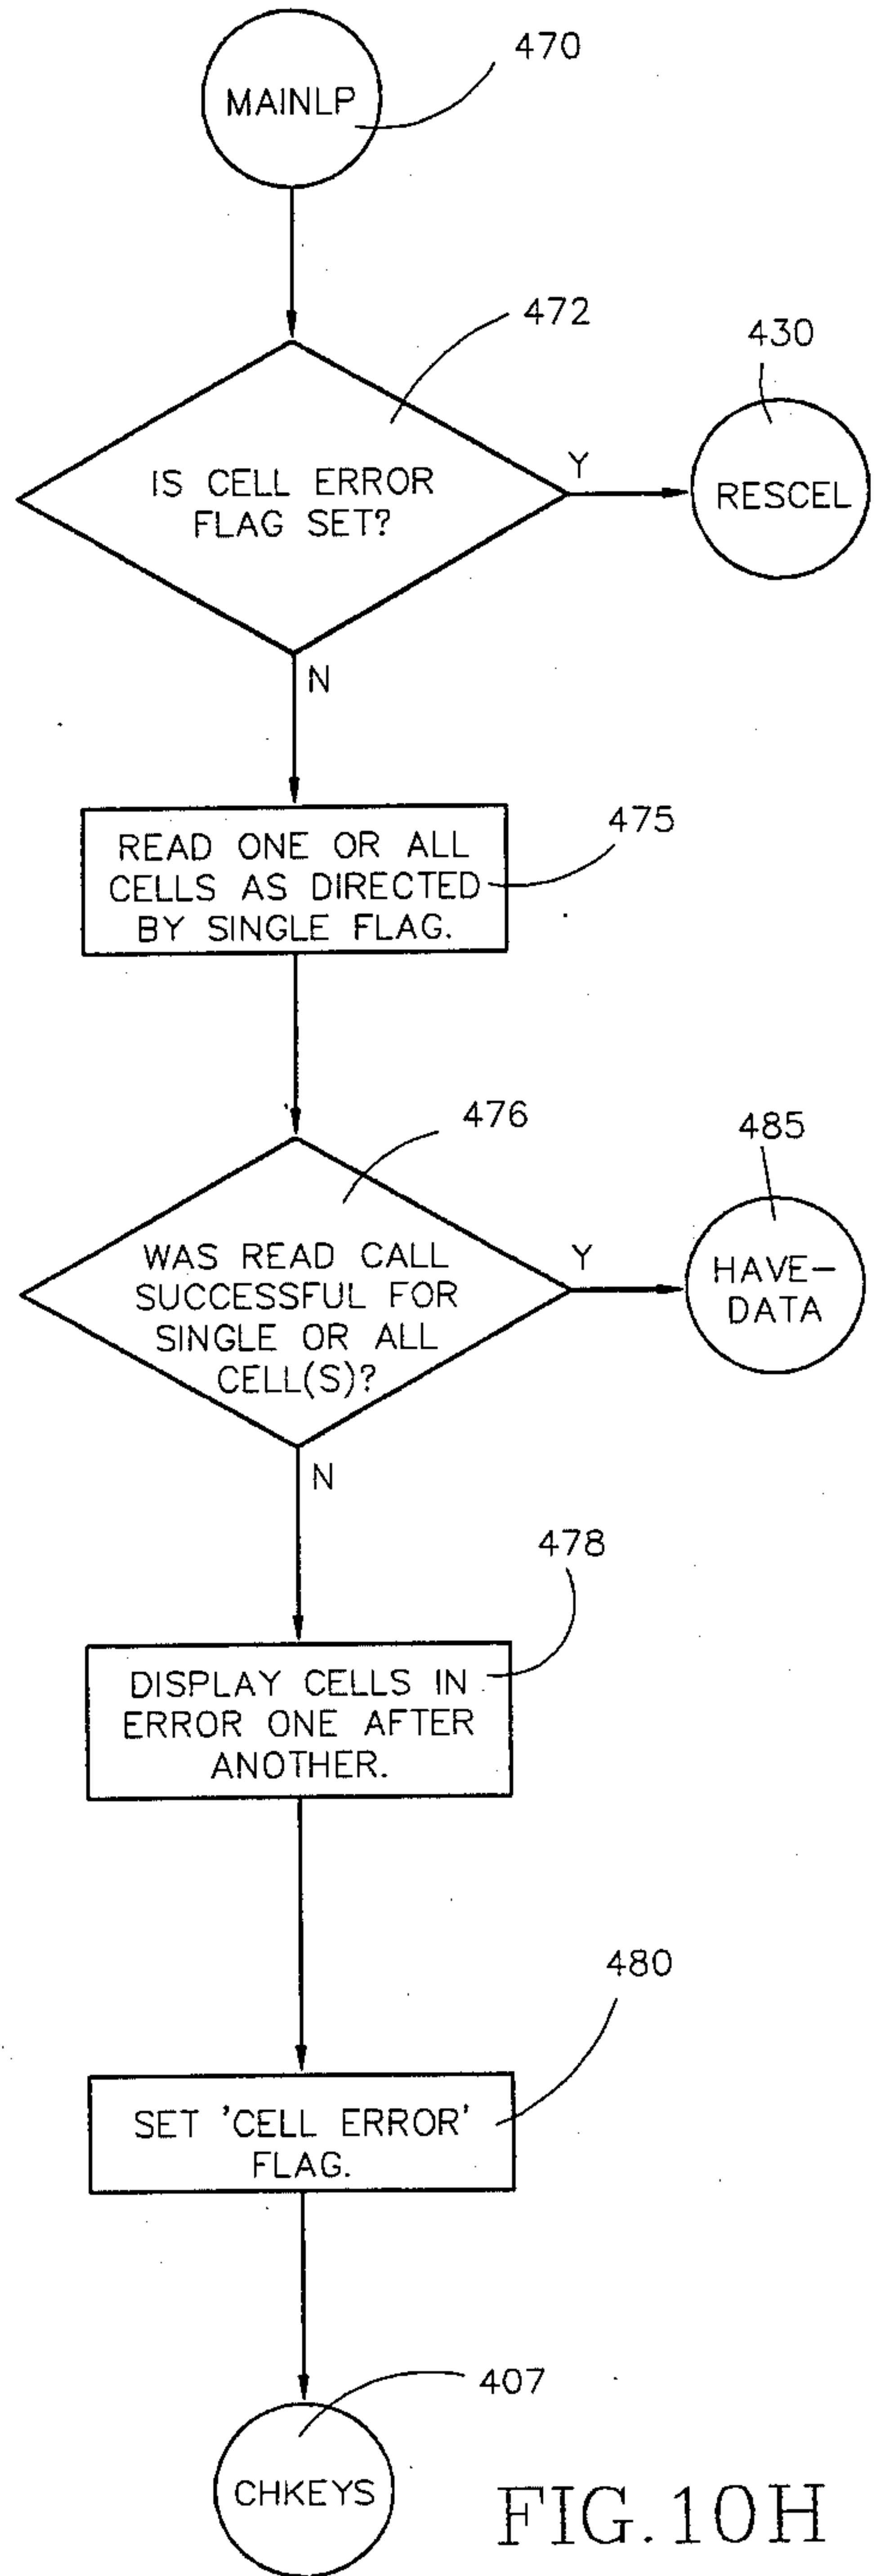 470
MAINLP
472
430
IS CELL ERROR
FLAG SET?
Y
RESCEL
N
475
READ ONE OR ALL
CELLS AS DIRECTED
BY SINGLE FLAG.
476
485
WAS READ CALL
SUCCESSFUL FOR
SINGLE OR ALL
CELL(S)?
Y
HAVE-
DATA
N
478
DISPLAY CELLS IN
ERROR ONE AFTER
ANOTHER.
480
SET 'CELL ERROR'
FLAG.
407
CHKEYS
FIG.10H